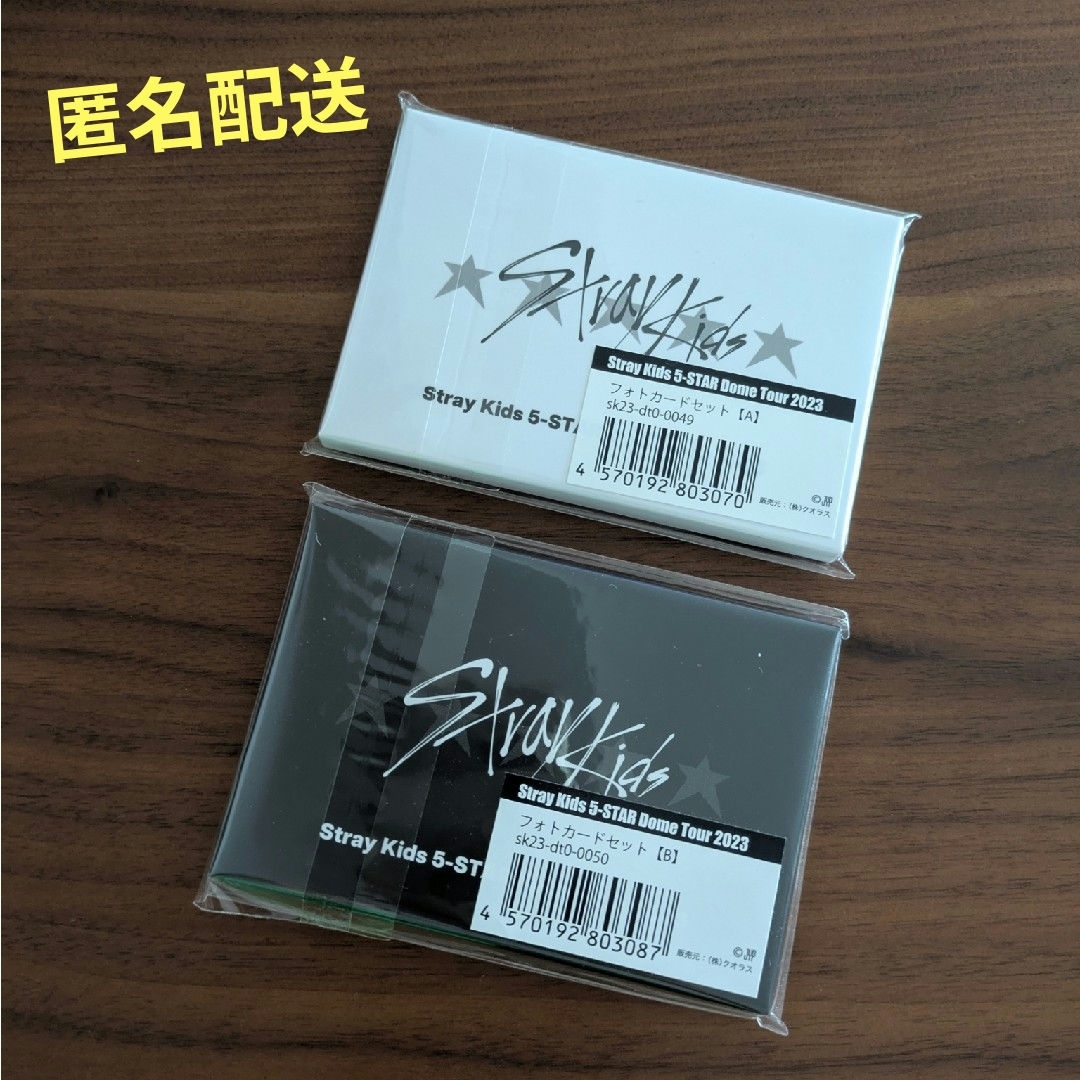 匿名配送
Stray Kids
Stray Kids 5-STA
Stray Kids 5-STAR Dome Tour 2023
フォトカードセット【A】
sk23-dt0-0049
4 570192 803070
©JYP
販売元：(株)クオラス
Stray Kids
Stray Kids 5-ST
Stray Kids 5-STAR Dome Tour 2023
フォトカードセット【B】
sk23-dt0-0050
4 570192 803087
©JYP
販売元：(株)クオラス